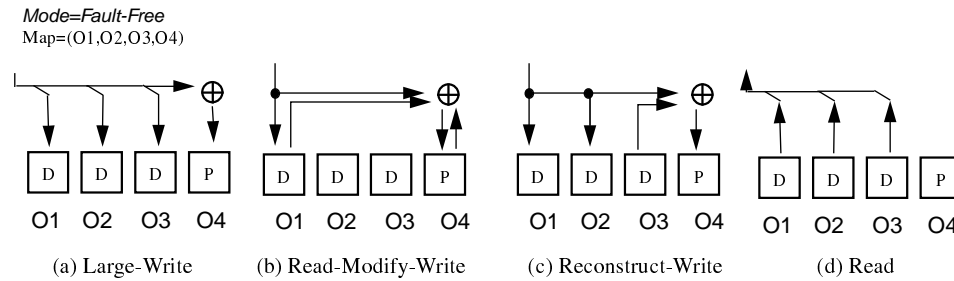 Mode=Fault-Free
Map=(O1,O2,O3,O4)
D D D P D D D P D D D P D D D P
O1 O2 O3 O4 O1 O2 O3 O4 O1 O2 O3 O4 O1 O2 O3 O4
(a) Large-Write (b) Read-Modify-Write (c) Reconstruct-Write (d) Read